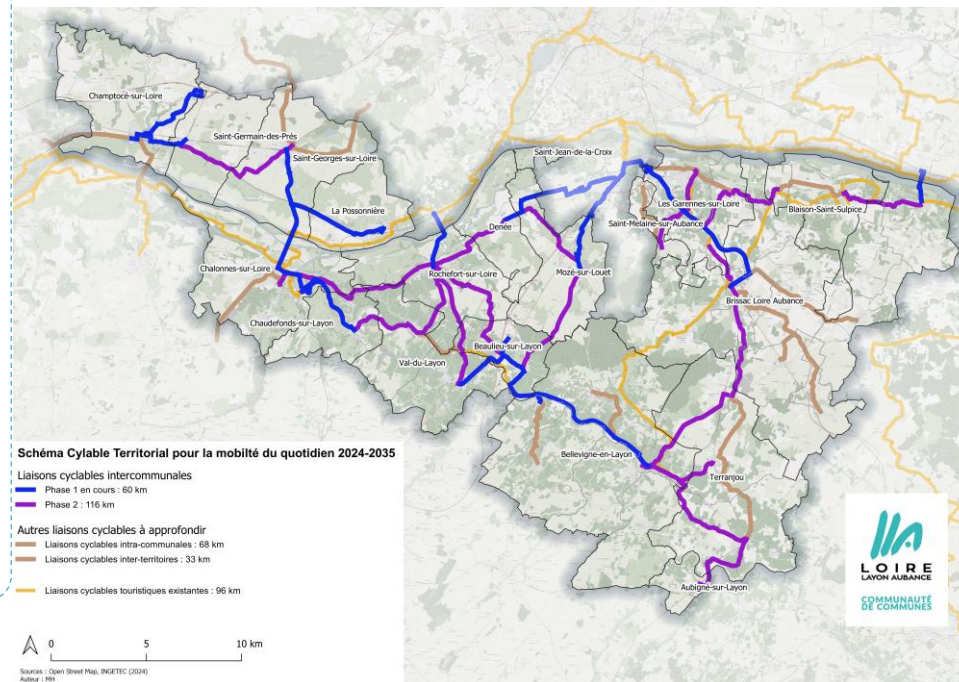 Champtocé-sur-Loire
Saint-Germain-des-Prés
Saint-Georges-sur-Loire
Saint-Jean-de-la-Croix
La Possonnière
Les Garennes-sur-Loire
Blaison-Saint-Sulpice
Denée
Saint-Melaine-sur-Aubance
Chalonnes-sur-Loire
Rochefort-sur-Loire
Mozé-sur-Louet
Brissac Loire Aubance
Chaudefonds-sur-Layon
Beaulieu-sur-Layon
Val-du-Layon
Bellevigne-en-Layon
Terranjou
Aubigné-sur-Layon
Schéma Cylable Territorial pour la mobilté du quotidien 2024-2035
Liaisons cyclables intercommunales
Phase 1 en cours : 60 km
Phase 2 : 116 km
Autres liaisons cyclables à approfondir
Liaisons cyclables intra-communales : 68 km
Liaisons cyclables inter-territoires : 33 km
Liaisons cyclables touristiques existantes : 96 km
0 5 10 km
Sources : Open Street Map, INGETEC (2024)
Auteur : MH
LOIRE
LAYON AUBANCE
COMMUNAUTÉ
DE COMMUNES